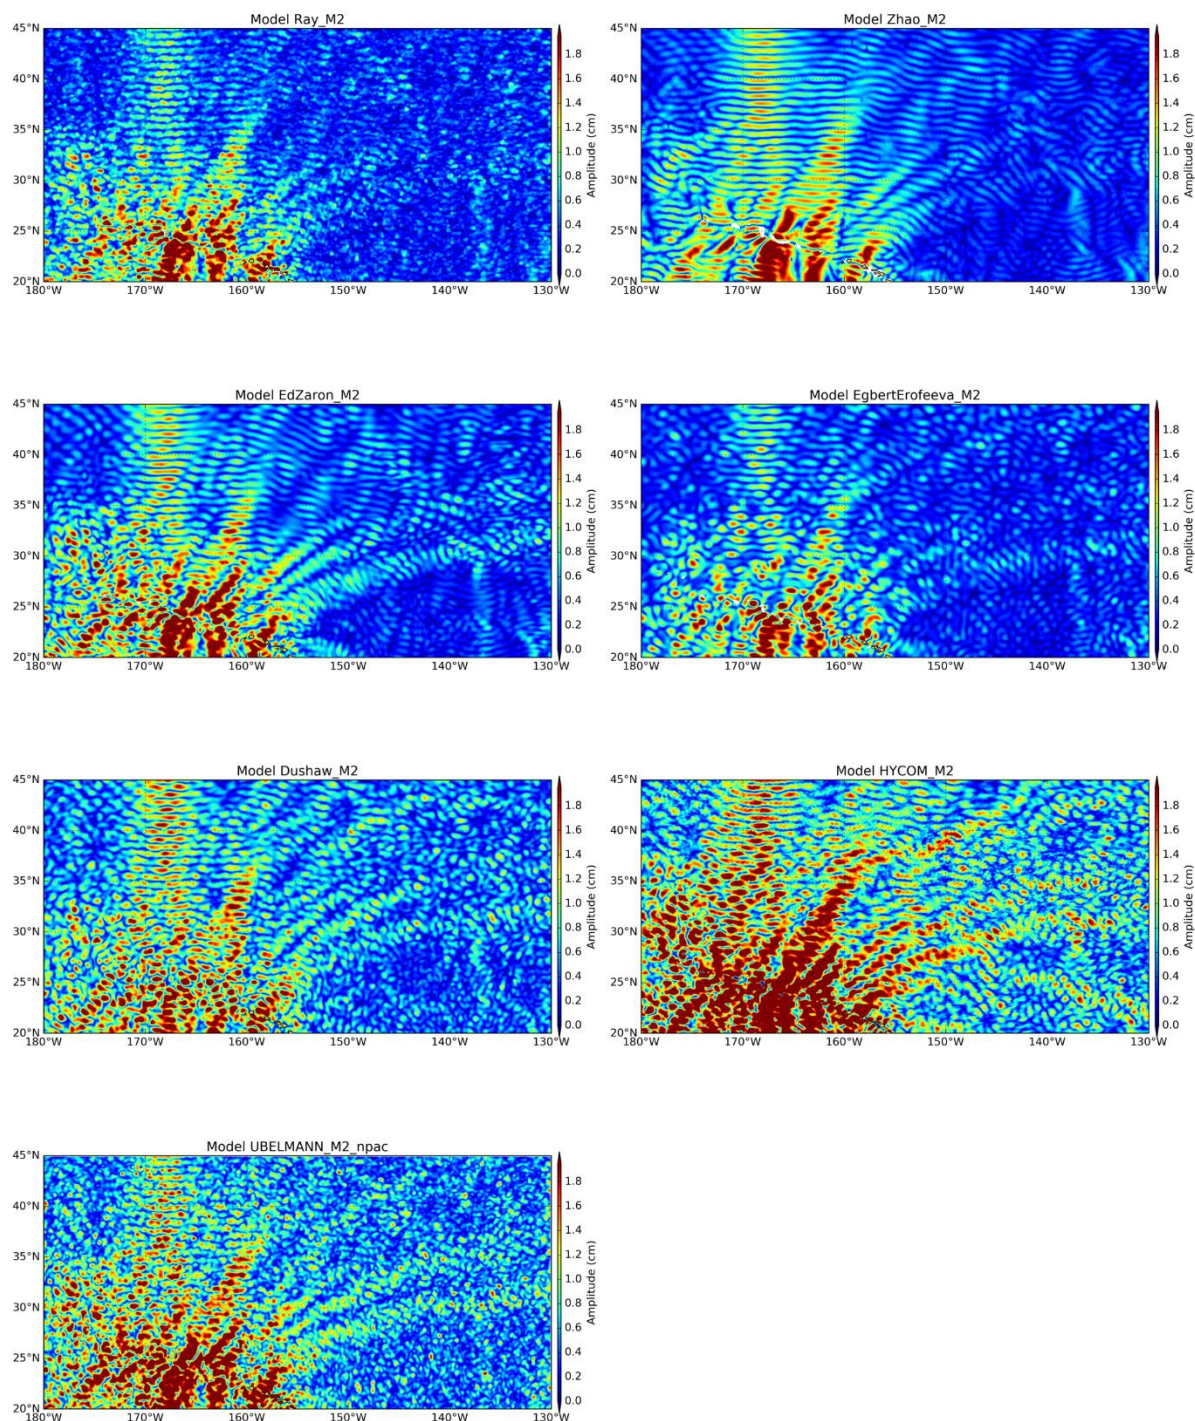 Model Ray_M2
45°N
40°N
35°N
30°N
25°N
20°N
180°W
170°W
160°W
150°W
140°W
130°W
1.8
1.6
1.4
1.2
1.0
0.8
0.6
0.4
0.2
0.0
Amplitude (cm)
Model Zhao_M2
45°N
40°N
35°N
30°N
25°N
20°N
180°W
170°W
160°W
150°W
140°W
130°W
1.8
1.6
1.4
1.2
1.0
0.8
0.6
0.4
0.2
0.0
Amplitude (cm)
Model EdZaron_M2
45°N
40°N
35°N
30°N
25°N
20°N
180°W
170°W
160°W
150°W
140°W
130°W
1.8
1.6
1.4
1.2
1.0
0.8
0.6
0.4
0.2
0.0
Amplitude (cm)
Model EgbertErofeeva_M2
45°N
40°N
35°N
30°N
25°N
20°N
180°W
170°W
160°W
150°W
140°W
130°W
1.8
1.6
1.4
1.2
1.0
0.8
0.6
0.4
0.2
0.0
Amplitude (cm)
Model Dushaw_M2
45°N
40°N
35°N
30°N
25°N
20°N
180°W
170°W
160°W
150°W
140°W
130°W
1.8
1.6
1.4
1.2
1.0
0.8
0.6
0.4
0.2
0.0
Amplitude (cm)
Model HYCOM_M2
45°N
40°N
35°N
30°N
25°N
20°N
180°W
170°W
160°W
150°W
140°W
130°W
1.8
1.6
1.4
1.2
1.0
0.8
0.6
0.4
0.2
0.0
Amplitude (cm)
Model UBELMANN_M2_npac
45°N
40°N
35°N
30°N
25°N
20°N
180°W
170°W
160°W
150°W
140°W
130°W
1.8
1.6
1.4
1.2
1.0
0.8
0.6
0.4
0.2
0.0
Amplitude (cm)